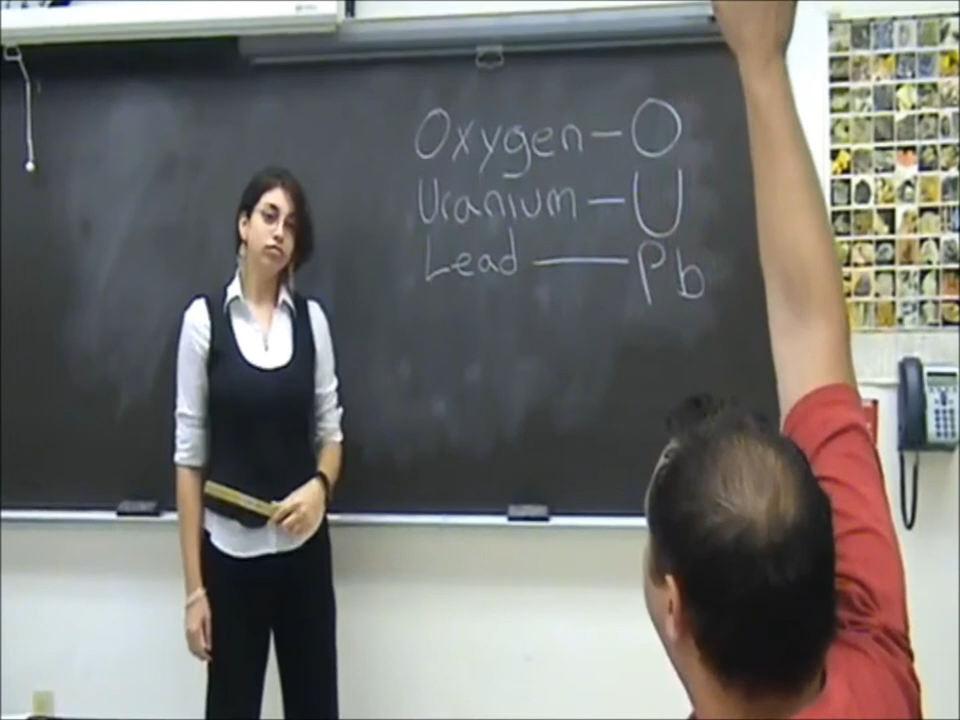 Oxygen – O
Uranium – U
Lead — Pb